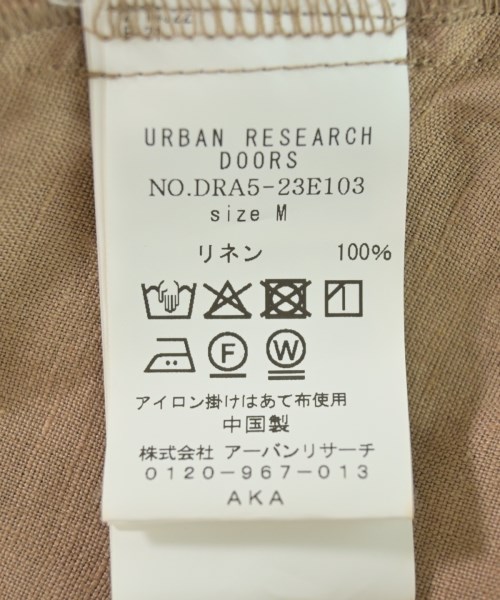 URBAN RESEARCH
DOORS
NO.DRA5-23E103
size M
リネン 100%
F W
アイロン掛けはあて布使用
中国製
株式会社 アーバンリサーチ
0120-967-013
AKA